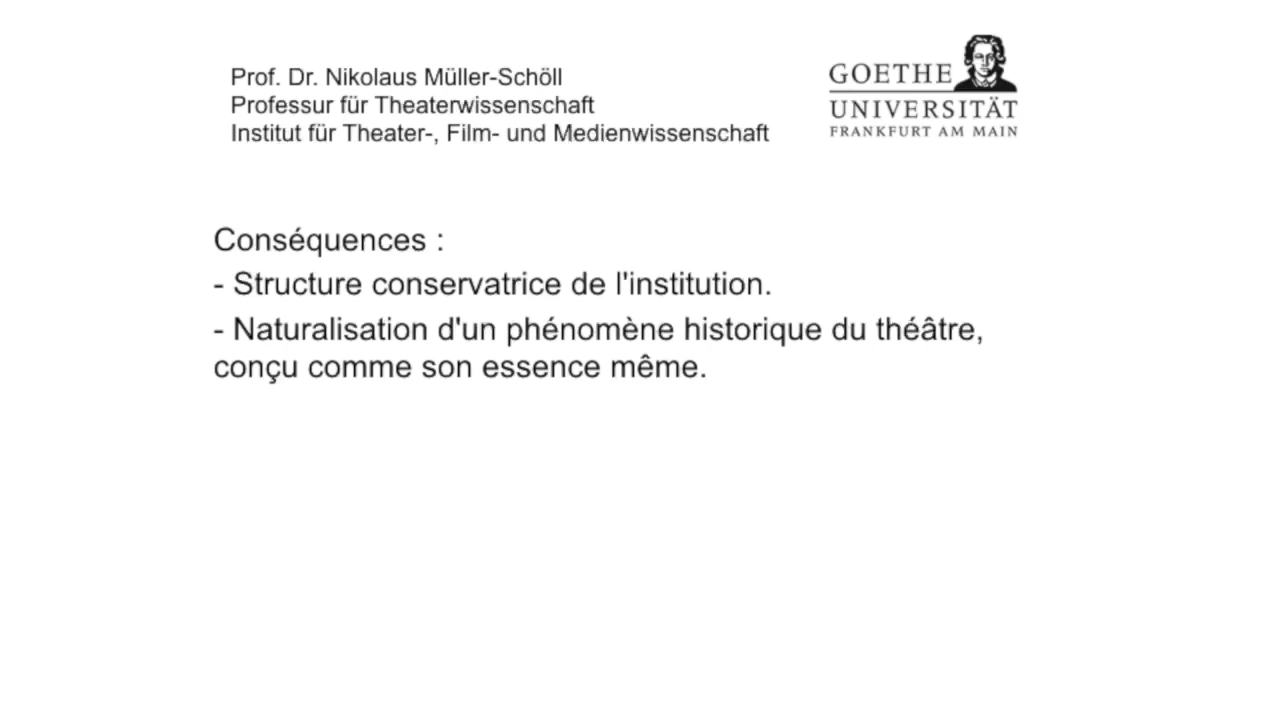 Prof. Dr. Nikolaus Müller-Schöll
Professur für Theaterwissenschaft
Institut für Theater-, Film- und Medienwissenschaft
GOETHE
UNIVERSITÄT
FRANKFURT AM MAIN
Conséquences :
- Structure conservatrice de l'institution.
- Naturalisation d'un phénomène historique du théâtre,
conçu comme son essence même.